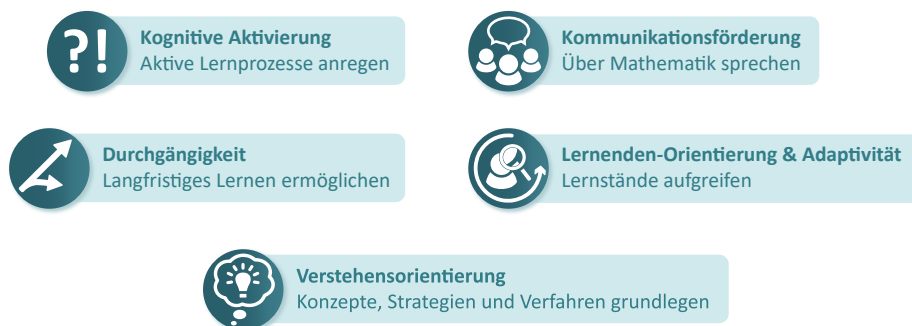 ?!
Kognitive Aktivierung
Aktive Lernprozesse anregen
Kommunikationsförderung
Über Mathematik sprechen
Durchgängigkeit
Langfristiges Lernen ermöglichen
Lernenden-Orientierung & Adaptivität
Lernstände aufgreifen
Verstehensorientierung
Konzepte, Strategien und Verfahren grundlegen